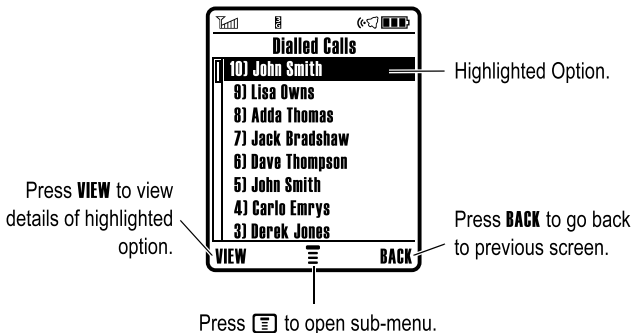 Dialled Calls
10) John Smith
9) Lisa Owns
8) Adda Thomas
7) Jack Bradshaw
6) Dave Thompson
5) John Smith
4) Carlo Emrys
3) Derek Jones
VIEW
BACK
Highlighted Option.
Press VIEW to view
details of highlighted
option.
Press BACK to go back
to previous screen.
Press to open sub-menu.